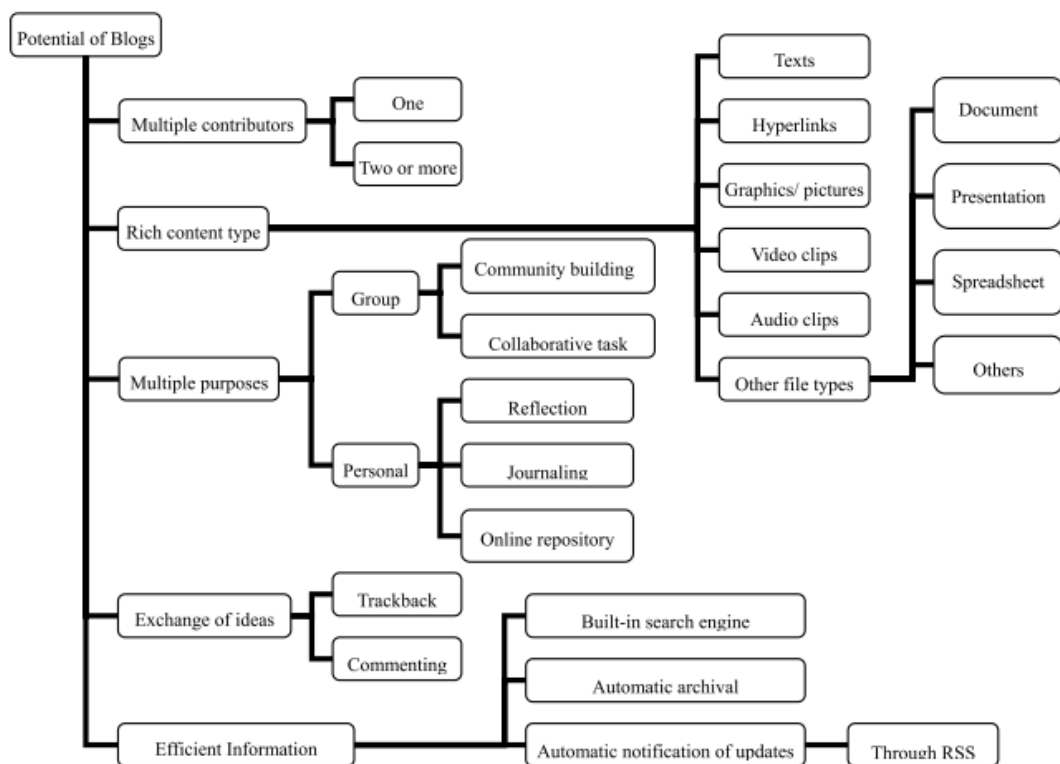 Potential of Blogs
Multiple contributors
One
Two or more
Rich content type
Texts
Hyperlinks
Graphics/ pictures
Video clips
Audio clips
Other file types
Document
Presentation
Spreadsheet
Others
Multiple purposes
Group
Community building
Collaborative task
Personal
Reflection
Journaling
Online repository
Exchange of ideas
Trackback
Commenting
Efficient Information
Built-in search engine
Automatic archival
Automatic notification of updates
Through RSS